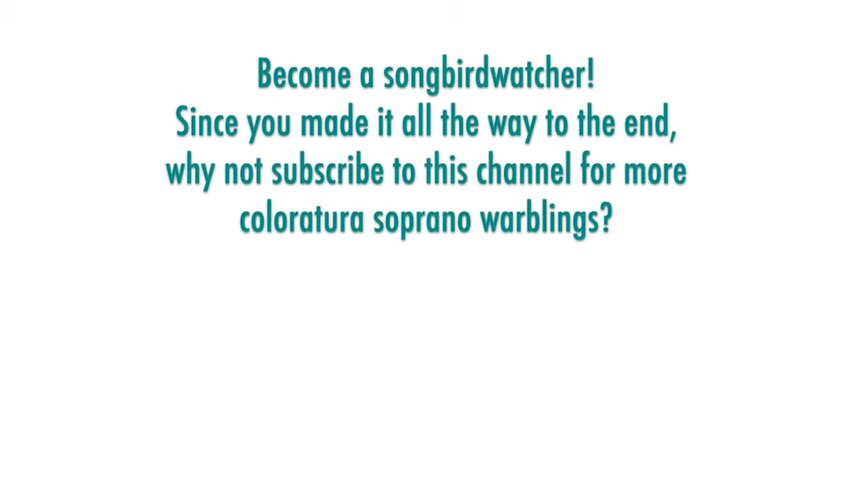 Become a songbirdwatcher!
Since you made it all the way to the end,
why not subscribe to this channel for more
coloratura soprano warblings?